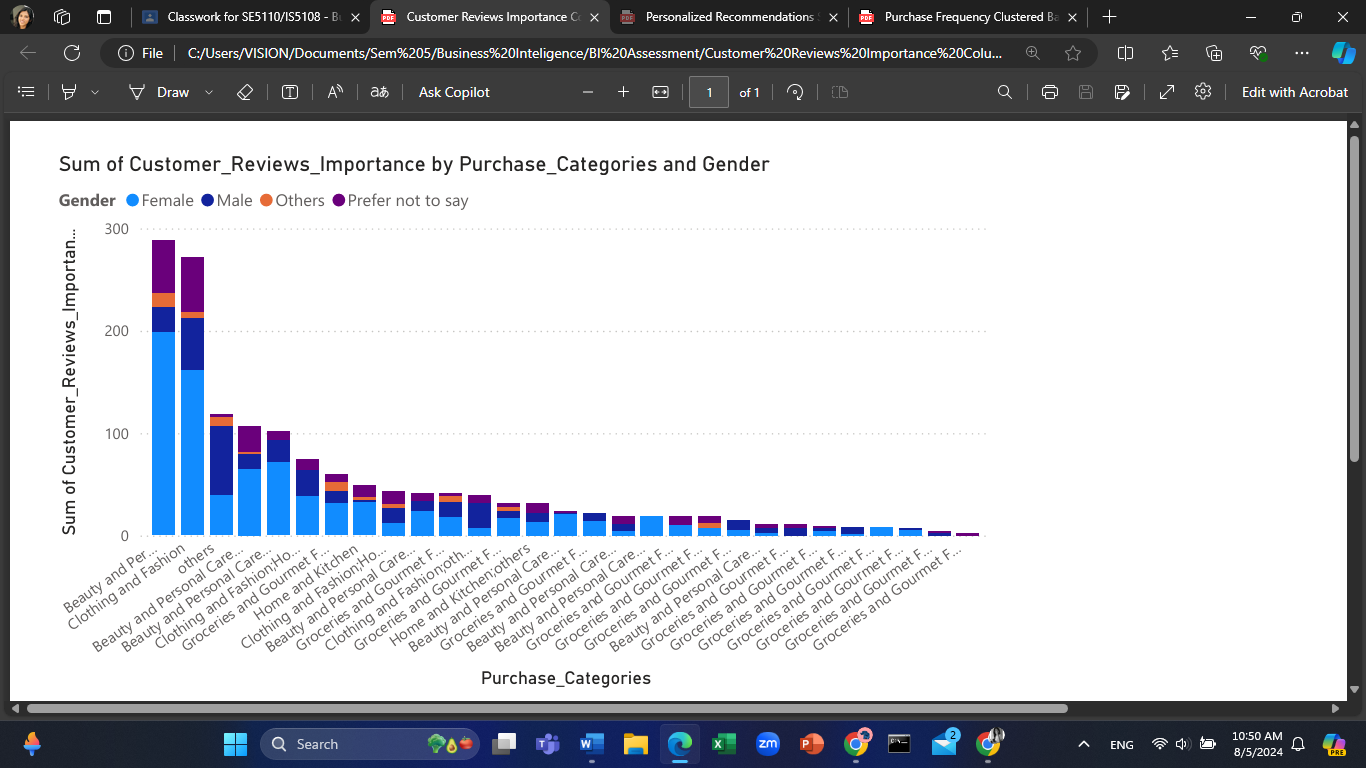 Classwork for SE5110/IS5108 - B
Customer Reviews Importance C
Personalized Recommendations
Purchase Frequency Clustered Ba
File
C:/Users/VISION/Documents/Sem%205/Business%20Inteligence/BI%20Assessment/Customer%20Reviews%20Importance%20Colu...
Draw
Ask Copilot
1
of 1
Edit with Acrobat
Sum of Customer_Reviews_Importance by Purchase_Categories and Gender
Gender Female Male Others Prefer not to say
Sum of Customer_Reviews_Importan...
300
200
100
0
Beauty and Per...
Clothing and Fashion
others
Beauty and Personal Care...
Beauty and Personal Care...
Clothing and Fashion;Ho...
Groceries and Gourmet F...
Home and Kitchen
Clothing and Fashion;Ho...
Beauty and Personal Care...
Groceries and Gourmet F...
Clothing and Fashion;oth...
Groceries and Gourmet F...
Home and Kitchen;others
Beauty and Personal Care...
Groceries and Gourmet F...
Beauty and Personal Care...
Beauty and Personal Care...
Groceries and Gourmet F...
Groceries and Gourmet F...
Groceries and Gourmet F...
Beauty and Personal Care...
Groceries and Gourmet F...
Groceries and Gourmet F...
Groceries and Gourmet F...
Groceries and Gourmet F...
Groceries and Gourmet F...
Groceries and Gourmet F...
Groceries and Gourmet F...
Purchase_Categories
Search
2
ENG
10:50 AM
8/5/2024